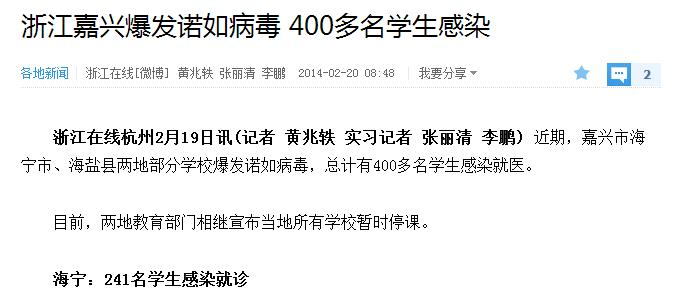 浙江嘉兴爆发诺如病毒 400多名学生感染
各地新闻 浙江在线[微博] 黄兆轶 张丽清 李鹏 2014-02-20 08:48 我要分享 2
浙江在线杭州2月19日讯(记者 黄兆轶 实习记者 张丽清 李鹏) 近期，嘉兴市海
宁市、海盐县两地部分学校爆发诺如病毒，总计有400多名学生感染就医。
目前，两地教育部门相继宣布当地所有学校暂时停课。
海宁：241名学生感染就诊